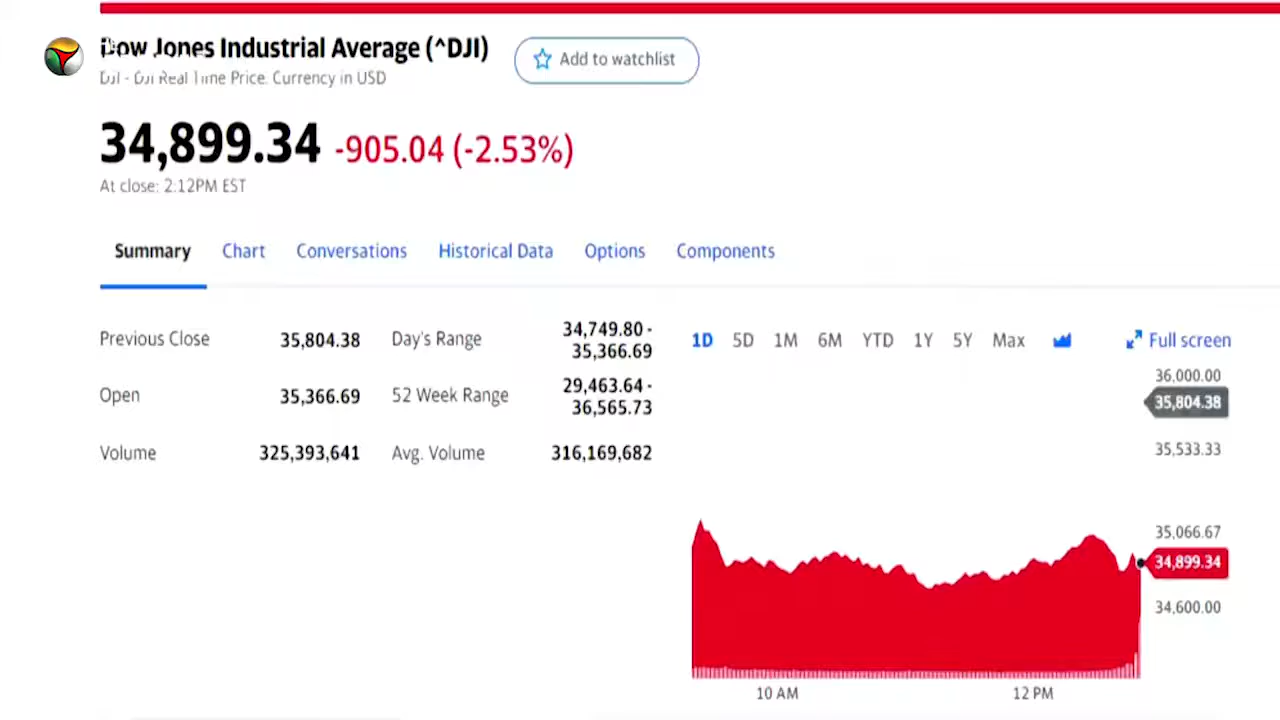 Dow Jones Industrial Average (^DJI)
Add to watchlist
DJI - DJI Real Time Price. Currency in USD
34,899.34 -905.04 (-2.53%)
At close: 2:12PM EST
Summary Chart Conversations Historical Data Options Components
Previous Close 35,804.38
Open 35,366.69
Volume 325,393,641
Day's Range 34,749.80 -
35,366.69
52 Week Range 29,463.64 -
36,565.73
Avg. Volume 316,169,682
1D 5D 1M 6M YTD 1Y 5Y Max Full screen
36,000.00
35,804.38
35,533.33
35,066.67
34,899.34
34,600.00
10 AM 12 PM